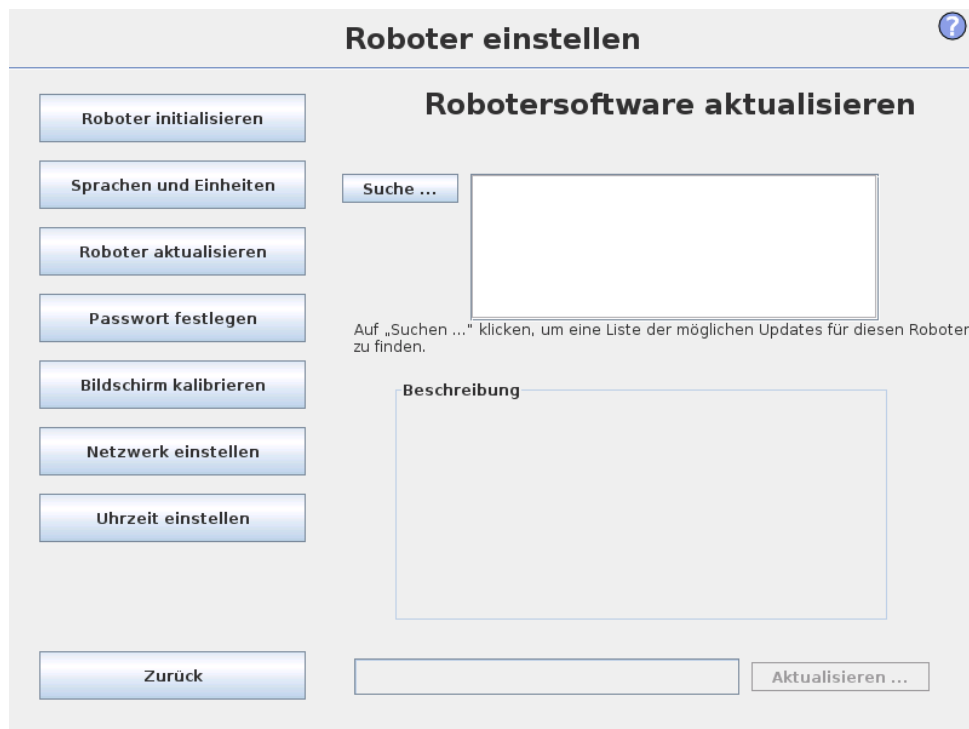 Roboter einstellen
?
Roboter initialisieren
Sprachen und Einheiten
Roboter aktualisieren
Passwort festlegen
Bildschirm kalibrieren
Netzwerk einstellen
Uhrzeit einstellen
Zurück
Robotersoftware aktualisieren
Suche ...
Auf „Suchen ..." klicken, um eine Liste der möglichen Updates für diesen Roboter
zu finden.
Beschreibung
Aktualisieren ...